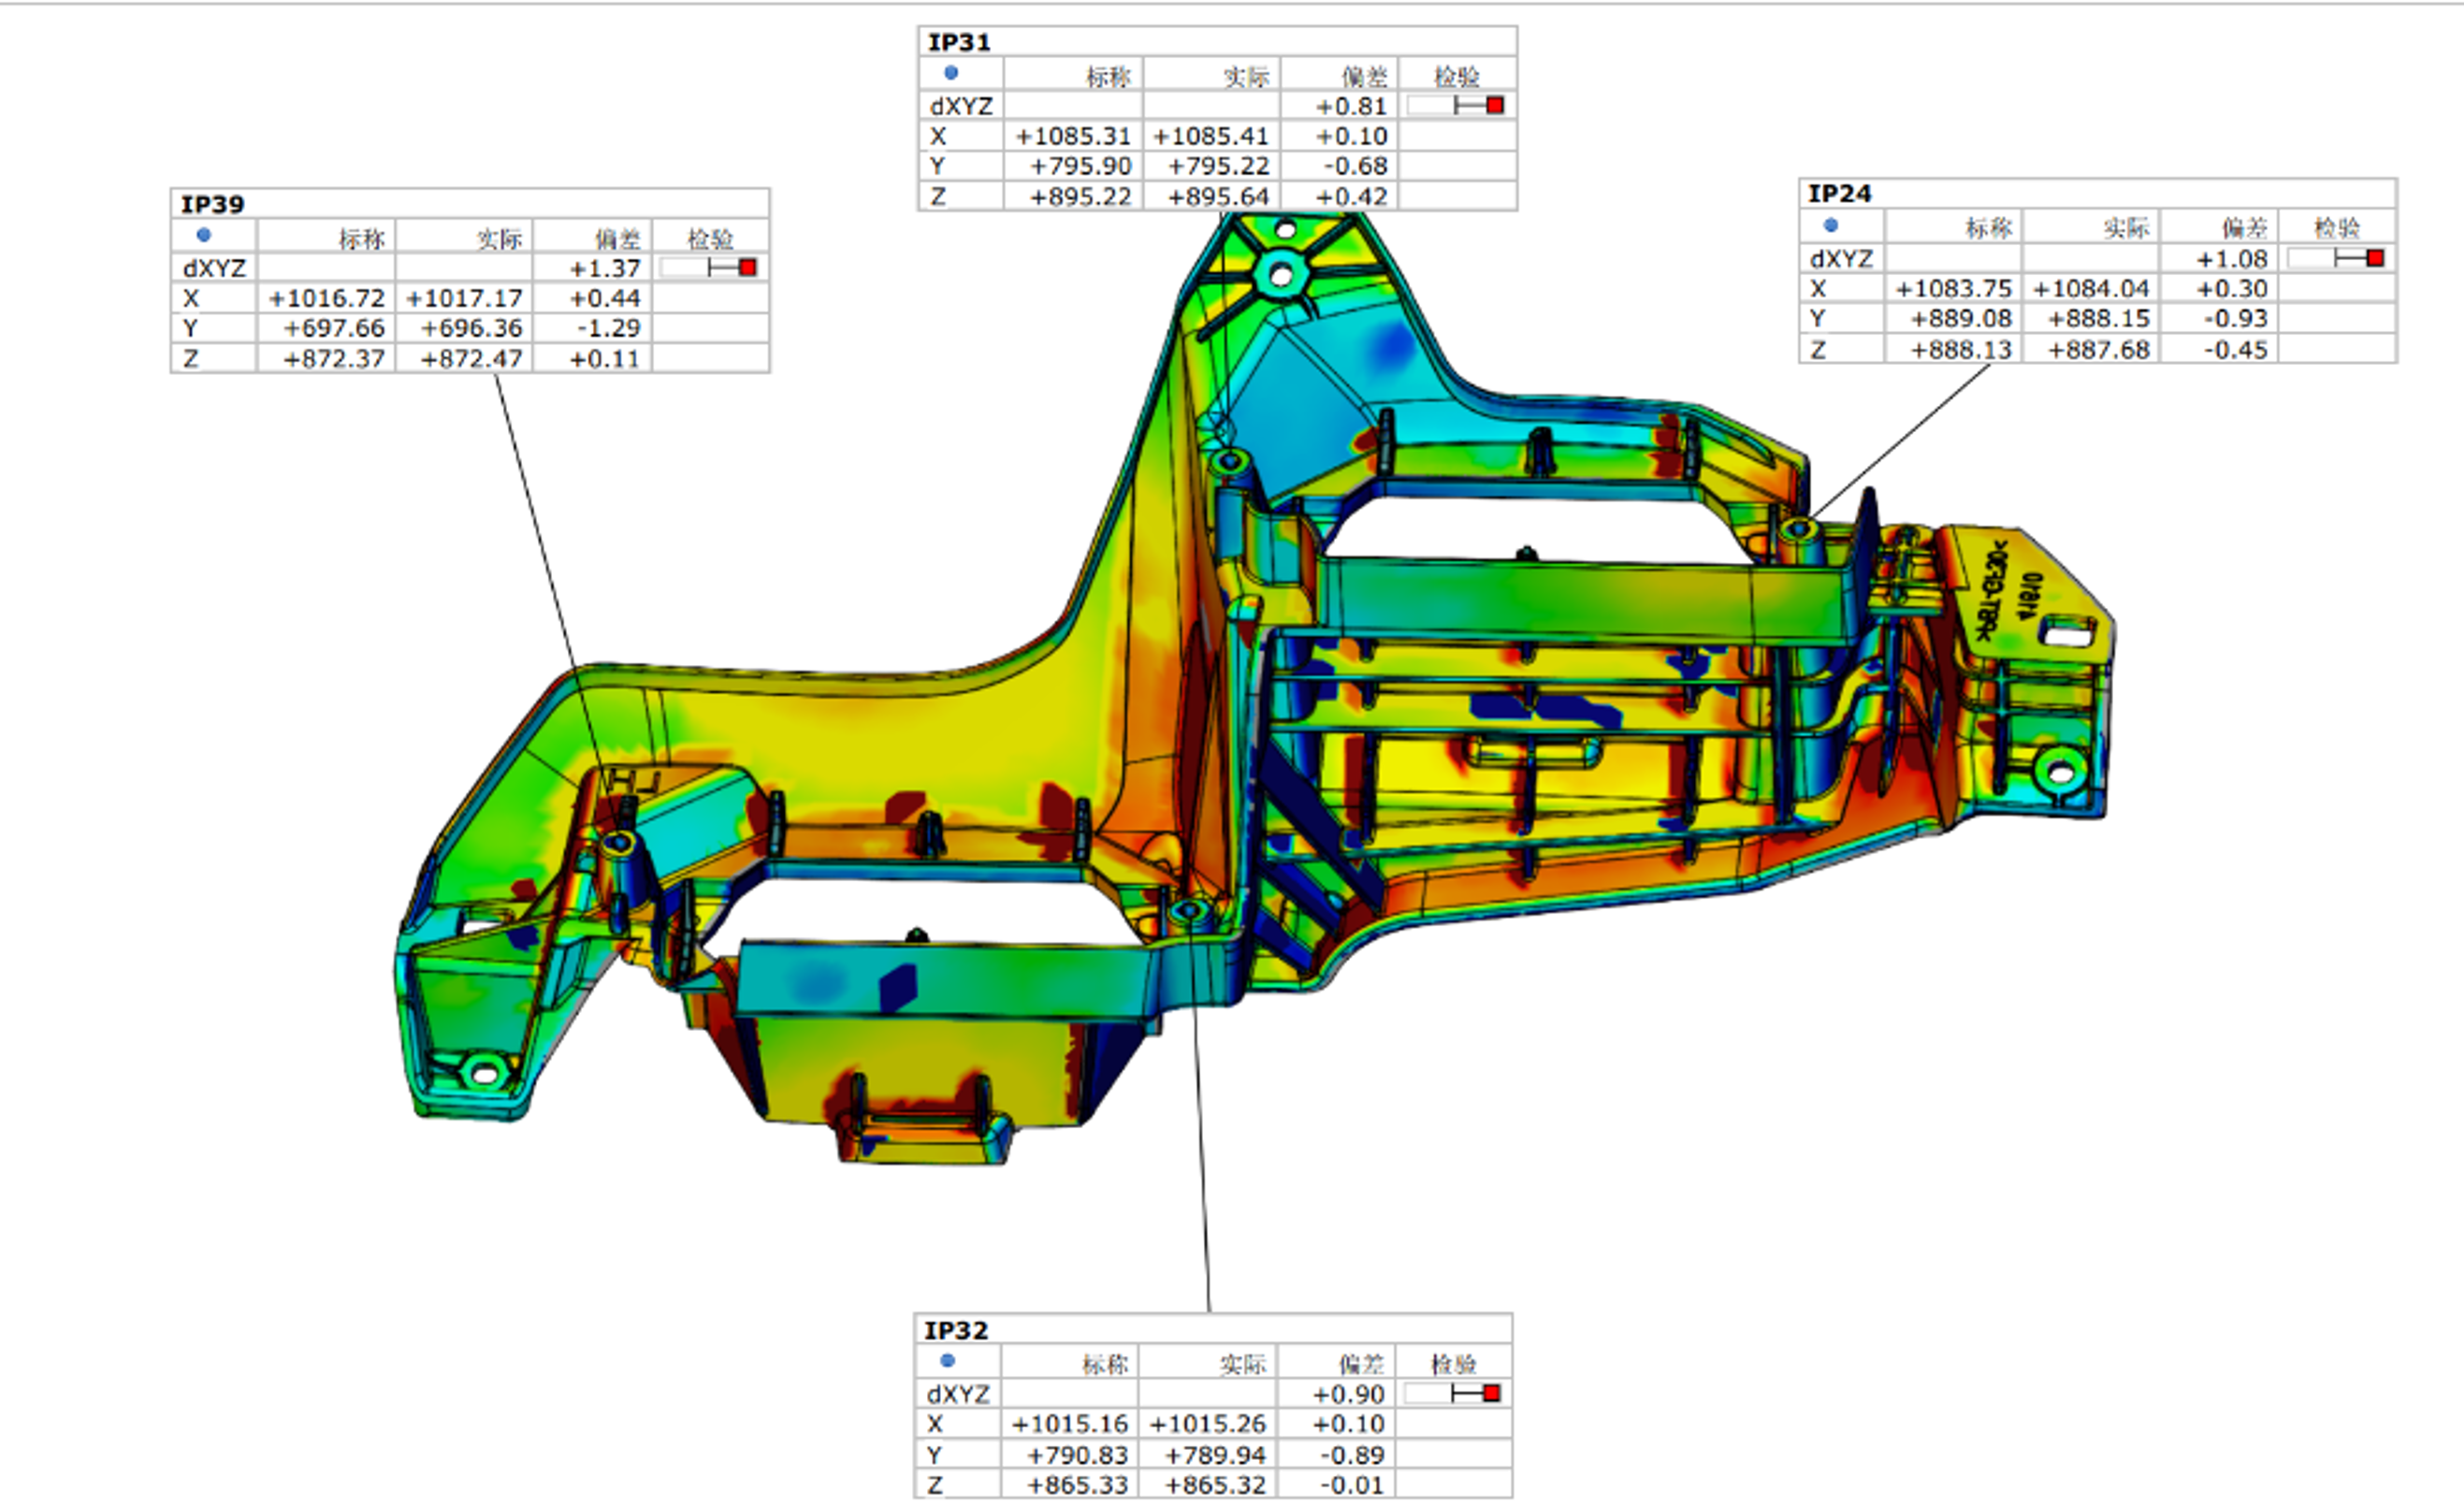 IP31
标称 实际 偏差 检验
dXYZ +0.81
X +1085.31 +1085.41 +0.10
Y +795.90 +795.22 -0.68
Z +895.22 +895.64 +0.42
IP39
标称 实际 偏差 检验
dXYZ +1.37
X +1016.72 +1017.17 +0.44
Y +697.66 +696.36 -1.29
Z +872.37 +872.47 +0.11
IP24
标称 实际 偏差 检验
dXYZ +1.08
X +1083.75 +1084.04 +0.30
Y +889.08 +888.15 -0.93
Z +888.13 +887.68 -0.45
IP32
标称 实际 偏差 检验
dXYZ +0.90
X +1015.16 +1015.26 +0.10
Y +790.83 +789.94 -0.89
Z +865.33 +865.32 -0.01